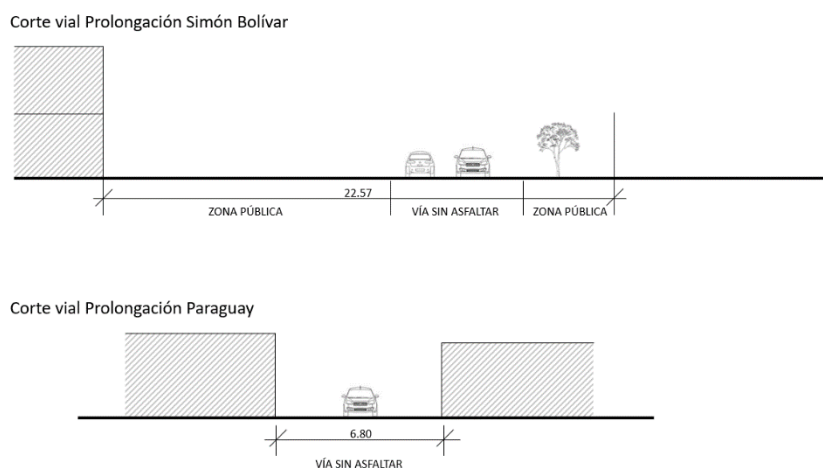 Corte vial Prolongación Simón Bolívar
22.57
ZONA PÚBLICA VÍA SIN ASFALTAR ZONA PÚBLICA
Corte vial Prolongación Paraguay
6.80
VÍA SIN ASFALTAR